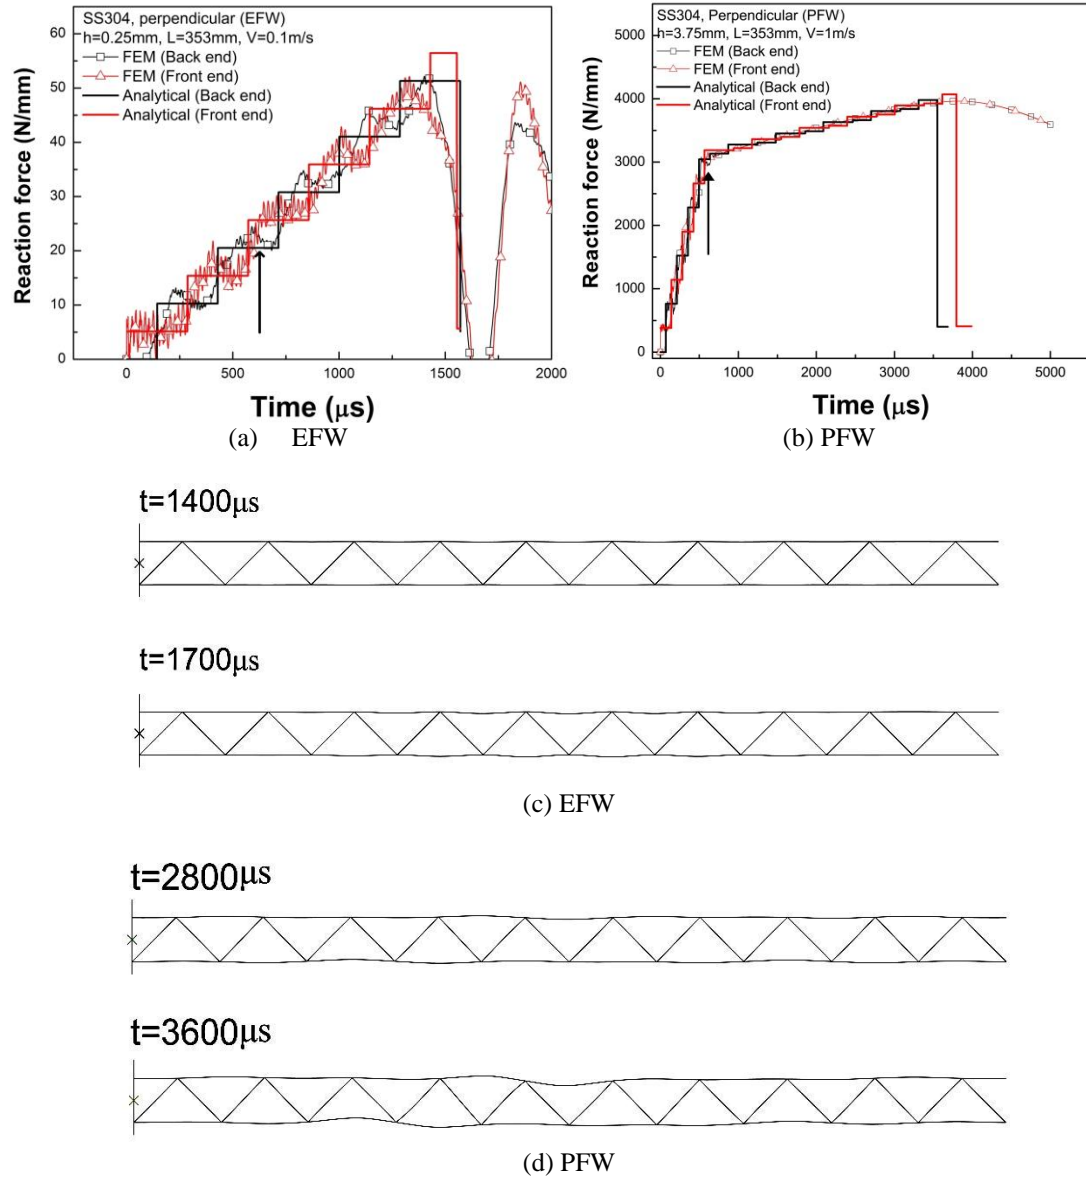 SS304, perpendicular (EFW)
h=0.25mm, L=353mm, V=0.1m/s
FEM (Back end)
FEM (Front end)
Analytical (Back end)
Analytical (Front end)
Reaction force (N/mm)
60
50
40
30
20
10
0
0 500 1000 1500 2000
Time (μs)
(a) EFW
SS304, Perpendicular (PFW)
h=3.75mm, L=353mm, V=1m/s
FEM (Back end)
FEM (Front end)
Analytical (Back end)
Analytical (Front end)
Reaction force (N/mm)
5000
4000
3000
2000
1000
0
0 1000 2000 3000 4000 5000
Time (μs)
(b) PFW
t=1400μs
t=1700μs
(c) EFW
t=2800μs
t=3600μs
(d) PFW